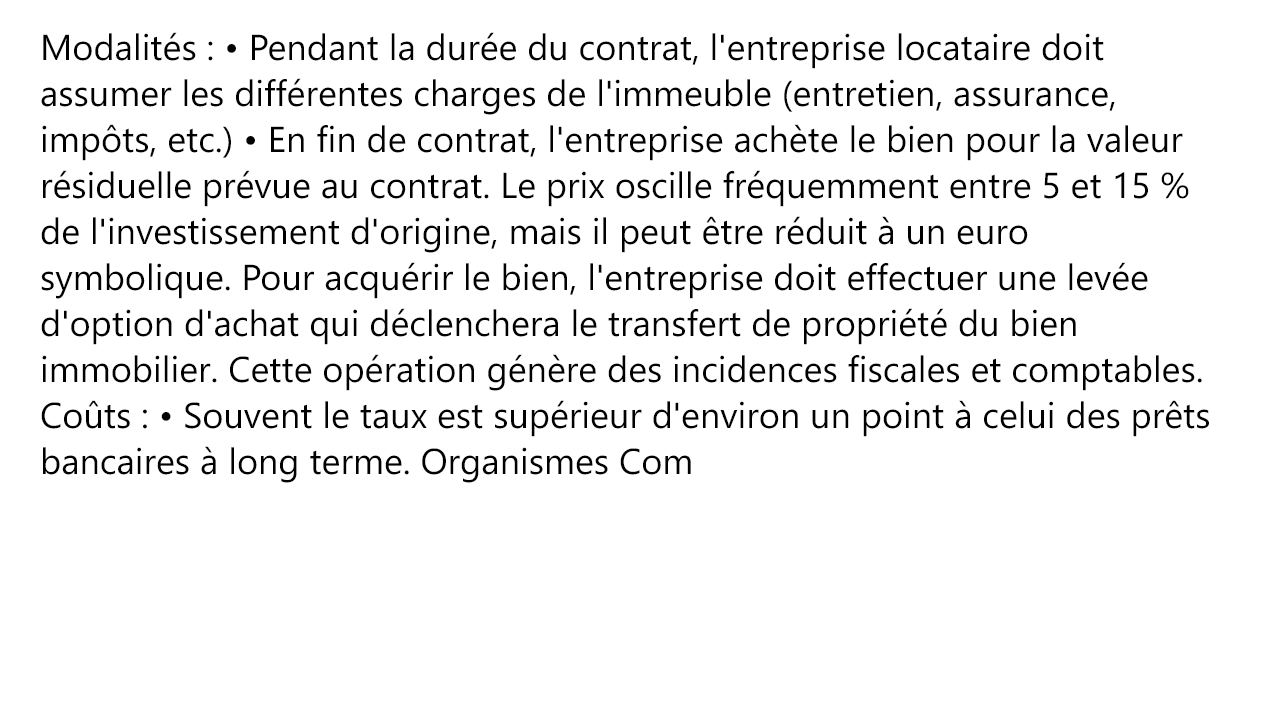 Modalités : • Pendant la durée du contrat, l'entreprise locataire doit
assumer les différentes charges de l'immeuble (entretien, assurance,
impôts, etc.) • En fin de contrat, l'entreprise achète le bien pour la valeur
résiduelle prévue au contrat. Le prix oscille fréquemment entre 5 et 15 %
de l'investissement d'origine, mais il peut être réduit à un euro
symbolique. Pour acquérir le bien, l'entreprise doit effectuer une levée
d'option d'achat qui déclenchera le transfert de propriété du bien
immobilier. Cette opération génère des incidences fiscales et comptables.
Coûts : • Souvent le taux est supérieur d'environ un point à celui des prêts
bancaires à long terme. Organismes Com